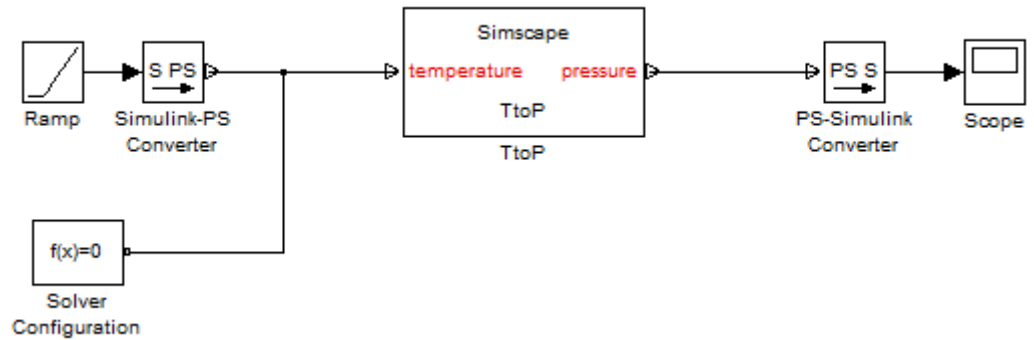 Simscape
S PS
temperature
pressure
PS S
Ramp
Simulink-PS
Converter
TtoP
PS-Simulink
Converter
Scope
TtoP
f(x)=0
Solver
Configuration